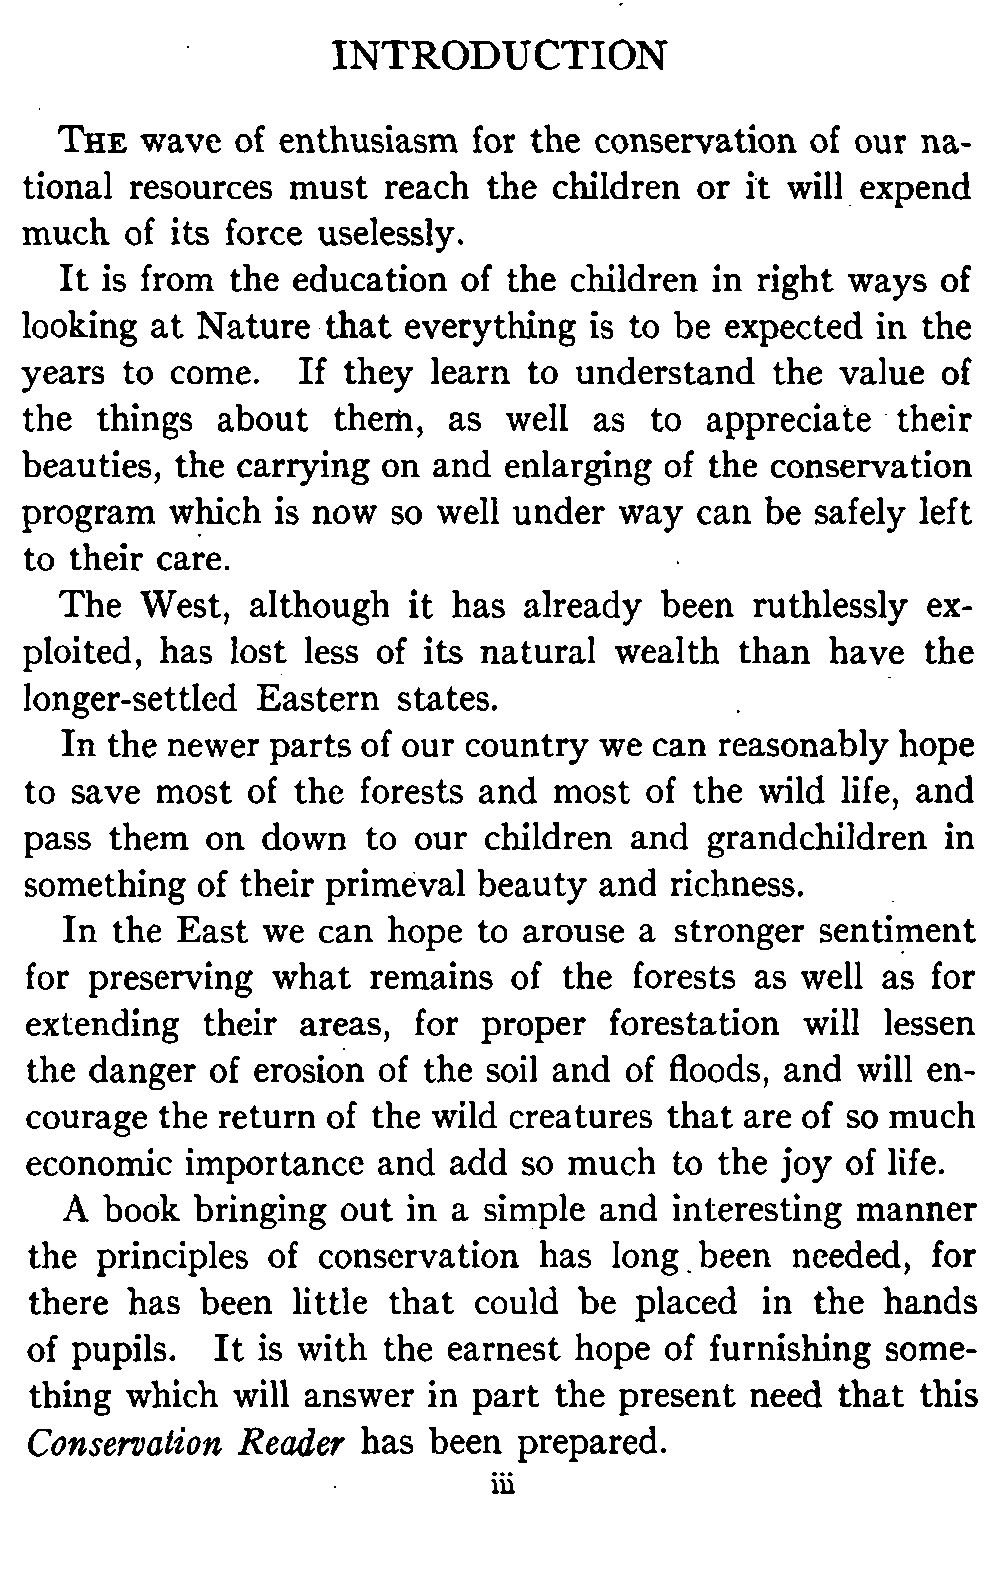 INTRODUCTION
THE wave of enthusiasm for the conservation of our na-
tional resources must reach the children or it will expend
much of its force uselessly.
It is from the education of the children in right ways of
looking at Nature that everything is to be expected in the
years to come. If they learn to understand the value of
the things about them, as well as to appreciate their
beauties, the carrying on and enlarging of the conservation
program which is now so well under way can be safely left
to their care.
The West, although it has already been ruthlessly ex-
ploited, has lost less of its natural wealth than have the
longer-settled Eastern states.
In the newer parts of our country we can reasonably hope
to save most of the forests and most of the wild life, and
pass them on down to our children and grandchildren in
something of their primeval beauty and richness.
In the East we can hope to arouse a stronger sentiment
for preserving what remains of the forests as well as for
extending their areas, for proper forestation will lessen
the danger of erosion of the soil and of floods, and will en-
courage the return of the wild creatures that are of so much
economic importance and add so much to the joy of life.
A book bringing out in a simple and interesting manner
the principles of conservation has long been needed, for
there has been little that could be placed in the hands
of pupils. It is with the earnest hope of furnishing some-
thing which will answer in part the present need that this
Conservation Reader has been prepared.
iii